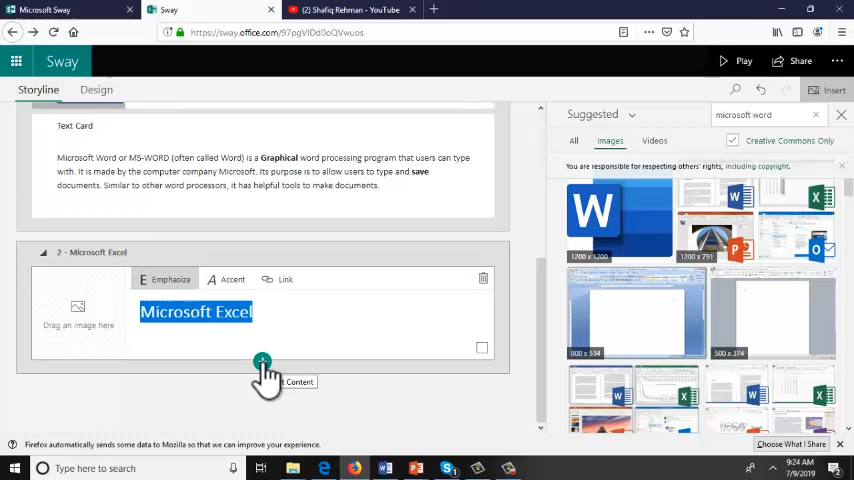 Microsoft Sway
Sway
(2) Shafiq Rehman - YouTube
https://sway.office.com/97pgVIDd0oQVwuos
Sway
Play
Share
Storyline
Design
Insert
Text Card
Microsoft Word or MS-WORD (often called Word) is a Graphical word processing program that users can type
with. It is made by the computer company Microsoft. Its purpose is to allow users to type and save
documents. Similar to other word processors, it has helpful tools to make documents.
2 - Microsoft Excel
Emphasize
Accent
Link
Drag an image here
Microsoft Excel
t Content
Suggested
microsoft word
All
Images
Videos
Creative Commons Only
You are responsible for respecting others' rights, including copyright.
1200 x 1200
1200 x 791
800 x 534
500 x 374
Firefox automatically sends some data to Mozilla so that we can improve your experience.
Choose What I Share
Type here to search
9:24 AM
7/9/2019